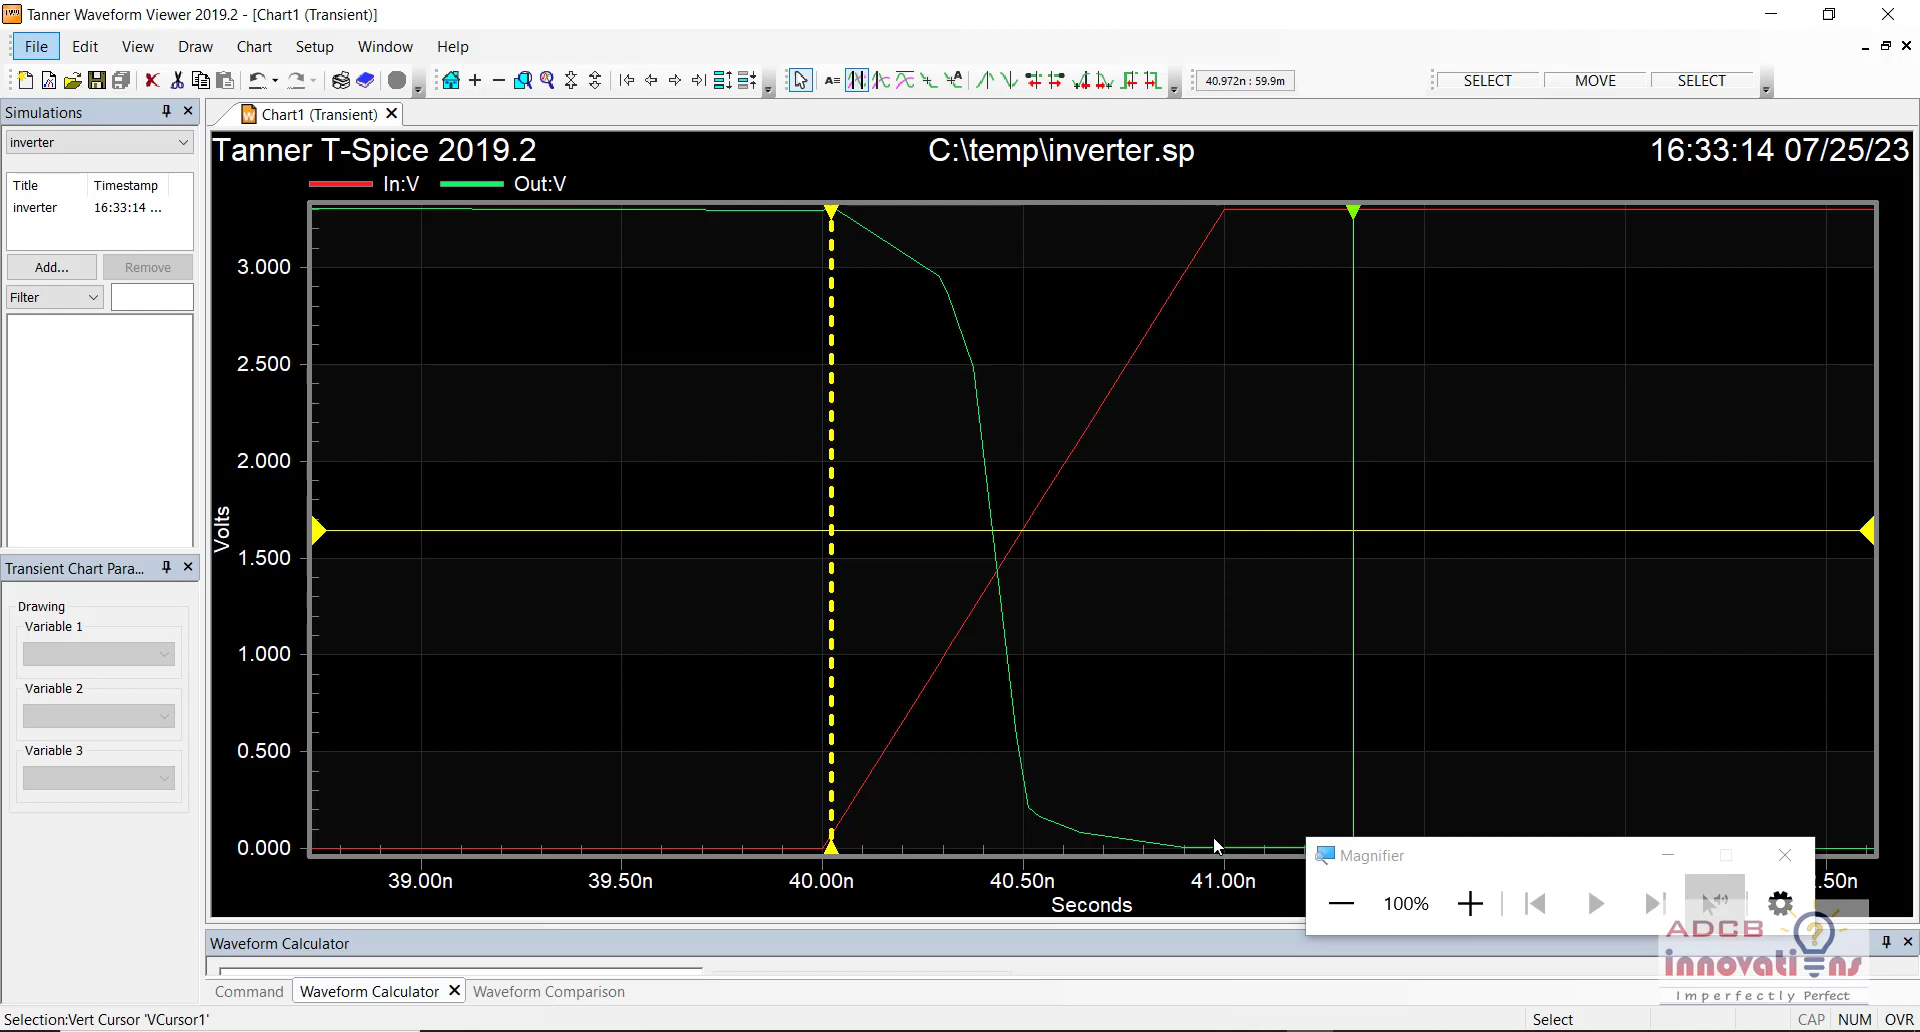 Tanner Waveform Viewer 2019.2 - [Chart1 (Transient)]
File Edit View Draw Chart Setup Window Help
40.972n : 59.9m
SELECT MOVE SELECT
Simulations
Chart1 (Transient)
inverter
Tanner T-Spice 2019.2 C:\temp\inverter.sp 16:33:14 07/25/23
In:V Out:V
Title Timestamp
inverter 16:33:14 ...
Add... Remove
Filter
3.000
2.500
2.000
1.500
1.000
0.500
0.000
Volts
39.00n 39.50n 40.00n 40.50n 41.00n .50n
Seconds
Transient Chart Para...
Drawing
Variable 1
Variable 2
Variable 3
Magnifier
100%
ADCB
innovations
Imperfectly Perfect
Waveform Calculator
Command Waveform Calculator Waveform Comparison
Selection:Vert Cursor 'VCursor1' Select CAP NUM OVR